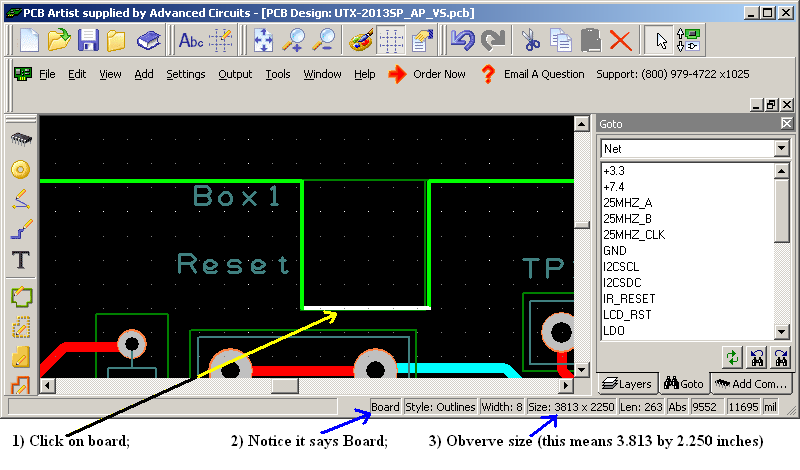 PCB Artist supplied by Advanced Circuits - [PCB Design: UTX-2013SP_AP_VS.pcb]
Abc
File Edit View Add Settings Output Tools Window Help Order Now Email A Question Support: (800) 979-4722 x1025
Goto
Net
+3.3
+7.4
25MHZ_A
25MHZ_B
25MHZ_CLK
GND
I2CSCL
I2CSDC
IR_RESET
LCD_RST
LDO
Box1
Reset
TP
T
Layers Goto Add Com...
Board Style: Outlines Width: 8 Size: 3813 x 2250 Len: 263 Abs 9552 11695 mil
1) Click on board; 2) Notice it says Board; 3) Obverve size (this means 3.813 by 2.250 inches)